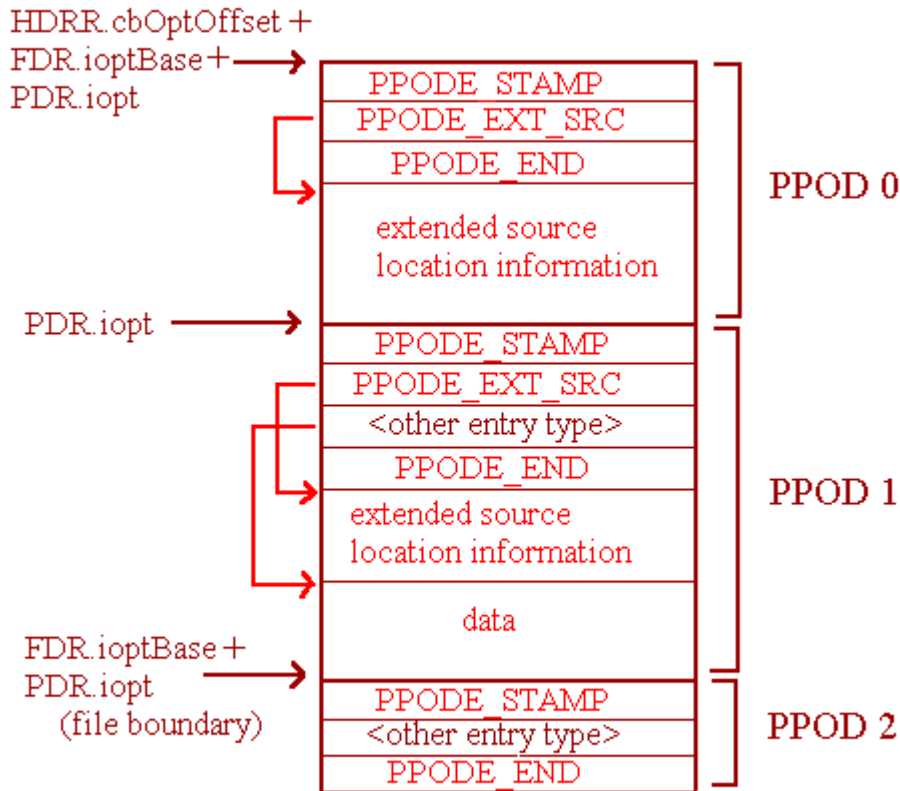 HDRR.cbOptOffset +
FDR.ioptBase +
PDR.iopt
PPODE_STAMP
PPODE_EXT_SRC
PPODE_END
extended source
location information
PPOD 0
PDR.iopt
PPODE_STAMP
PPODE_EXT_SRC
<other entry type>
PPODE_END
extended source
location information
data
PPOD 1
FDR.ioptBase +
PDR.iopt
(file boundary)
PPODE_STAMP
<other entry type>
PPODE_END
PPOD 2